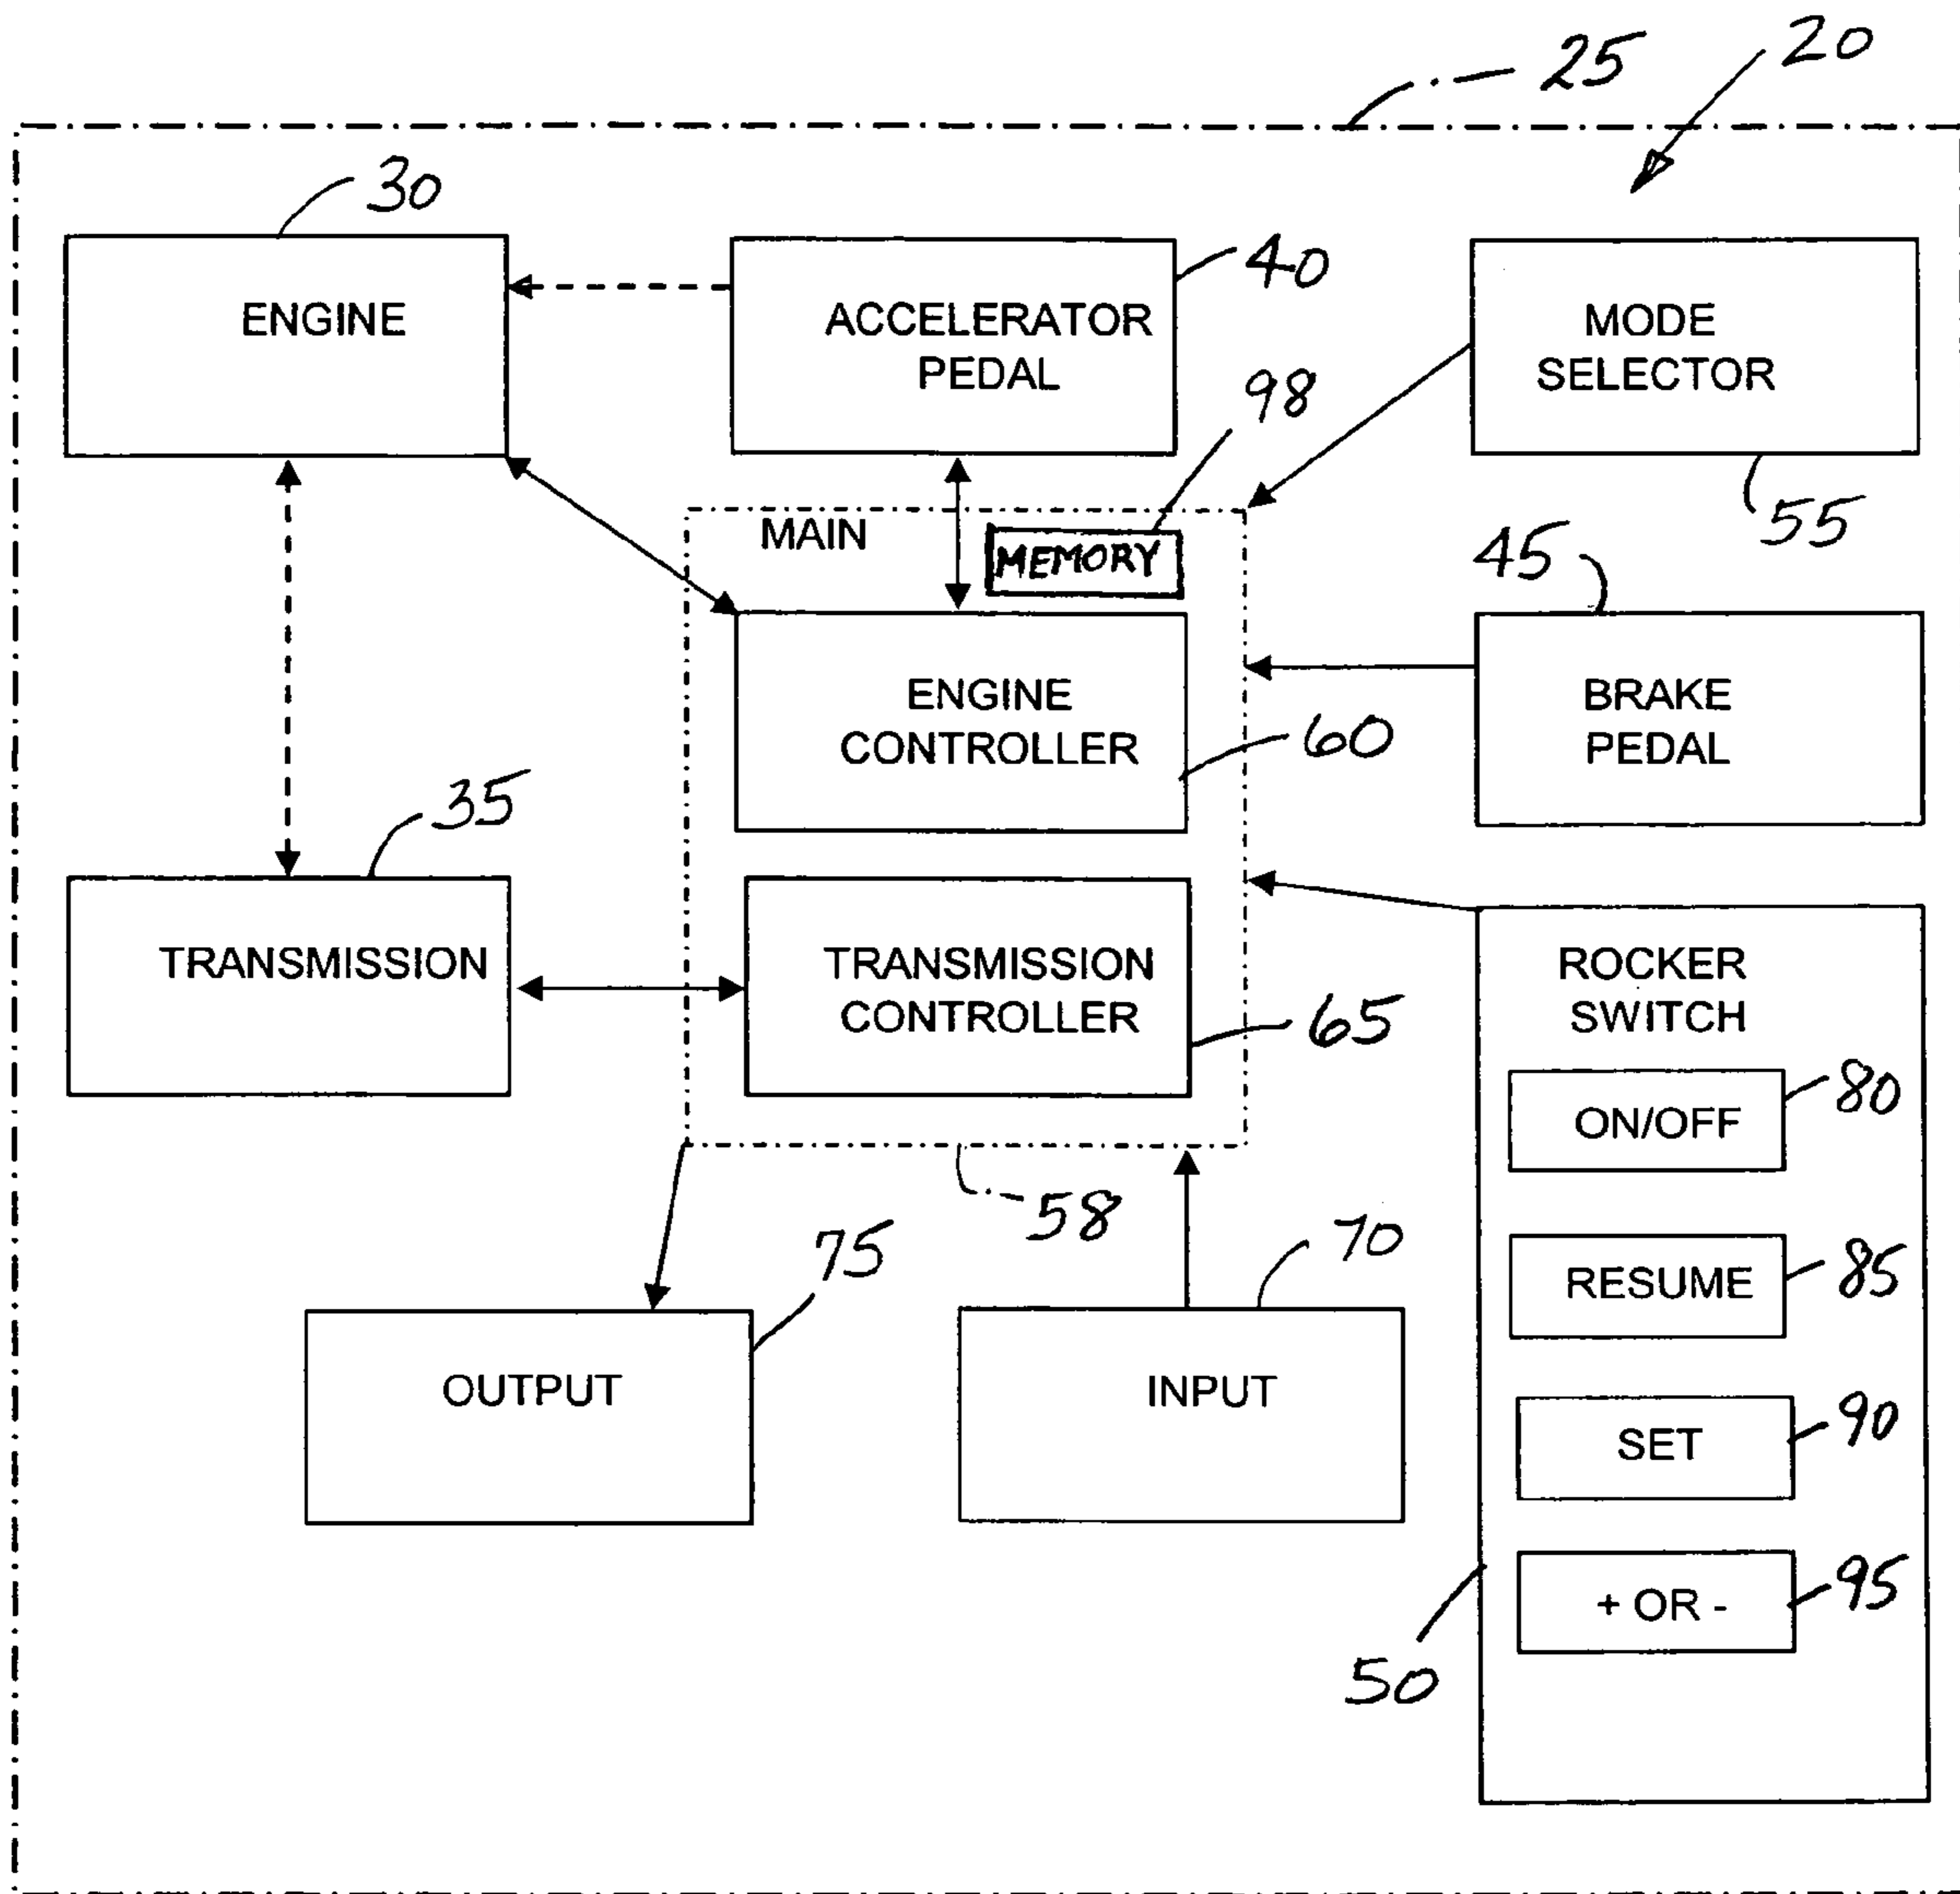 25
20
30
ENGINE
40
ACCELERATOR
PEDAL
MODE
SELECTOR
55
98
MAIN
MEMORY
45
ENGINE
CONTROLLER
60
BRAKE
PEDAL
35
TRANSMISSION
TRANSMISSION
CONTROLLER
65
ROCKER
SWITCH
ON/OFF
80
58
75
OUTPUT
70
INPUT
RESUME
85
SET
90
+ OR -
95
50